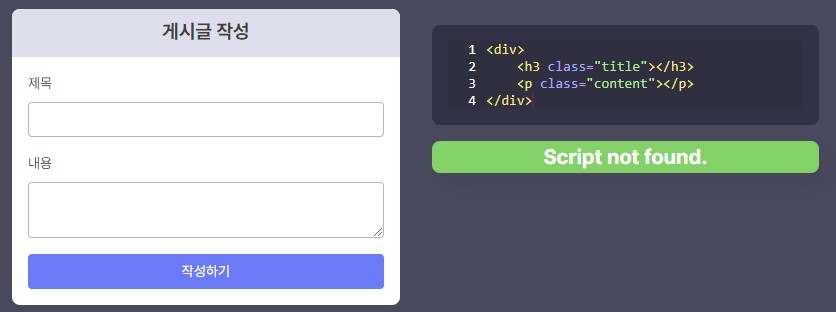 게시글 작성
제목
내용
작성하기
1 <div>
2     <h3 class="title"></h3>
3     <p class="content"></p>
4 </div>
Script not found.